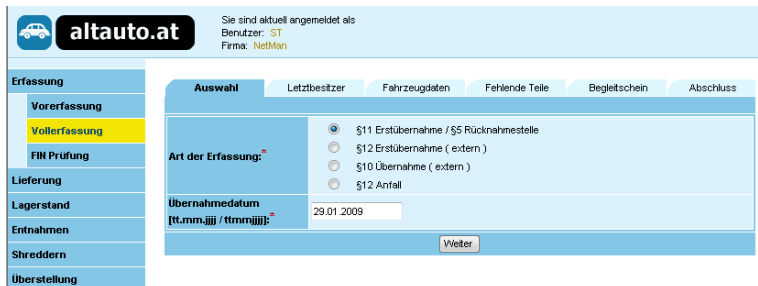 altauto.at
Sie sind aktuell angemeldet als
Benutzer: ST
Firma: NetMan
Erfassung
Vorerfassung
Vollerfassung
FIN Prüfung
Lieferung
Lagerstand
Entnahmen
Shreddern
Überstellung
Auswahl Letztbesitzer Fahrzeugdaten Fehlende Teile Begleitschein Abschluss
Art der Erfassung:*
§11 Erstübernahme / §5 Rücknahmestelle
§12 Erstübernahme ( extern )
§10 Übernahme ( extern )
§12 Anfall
Übernahmedatum
[tt.mm.jjjj / ttmmjjjj]:* 29.01.2009
Weiter